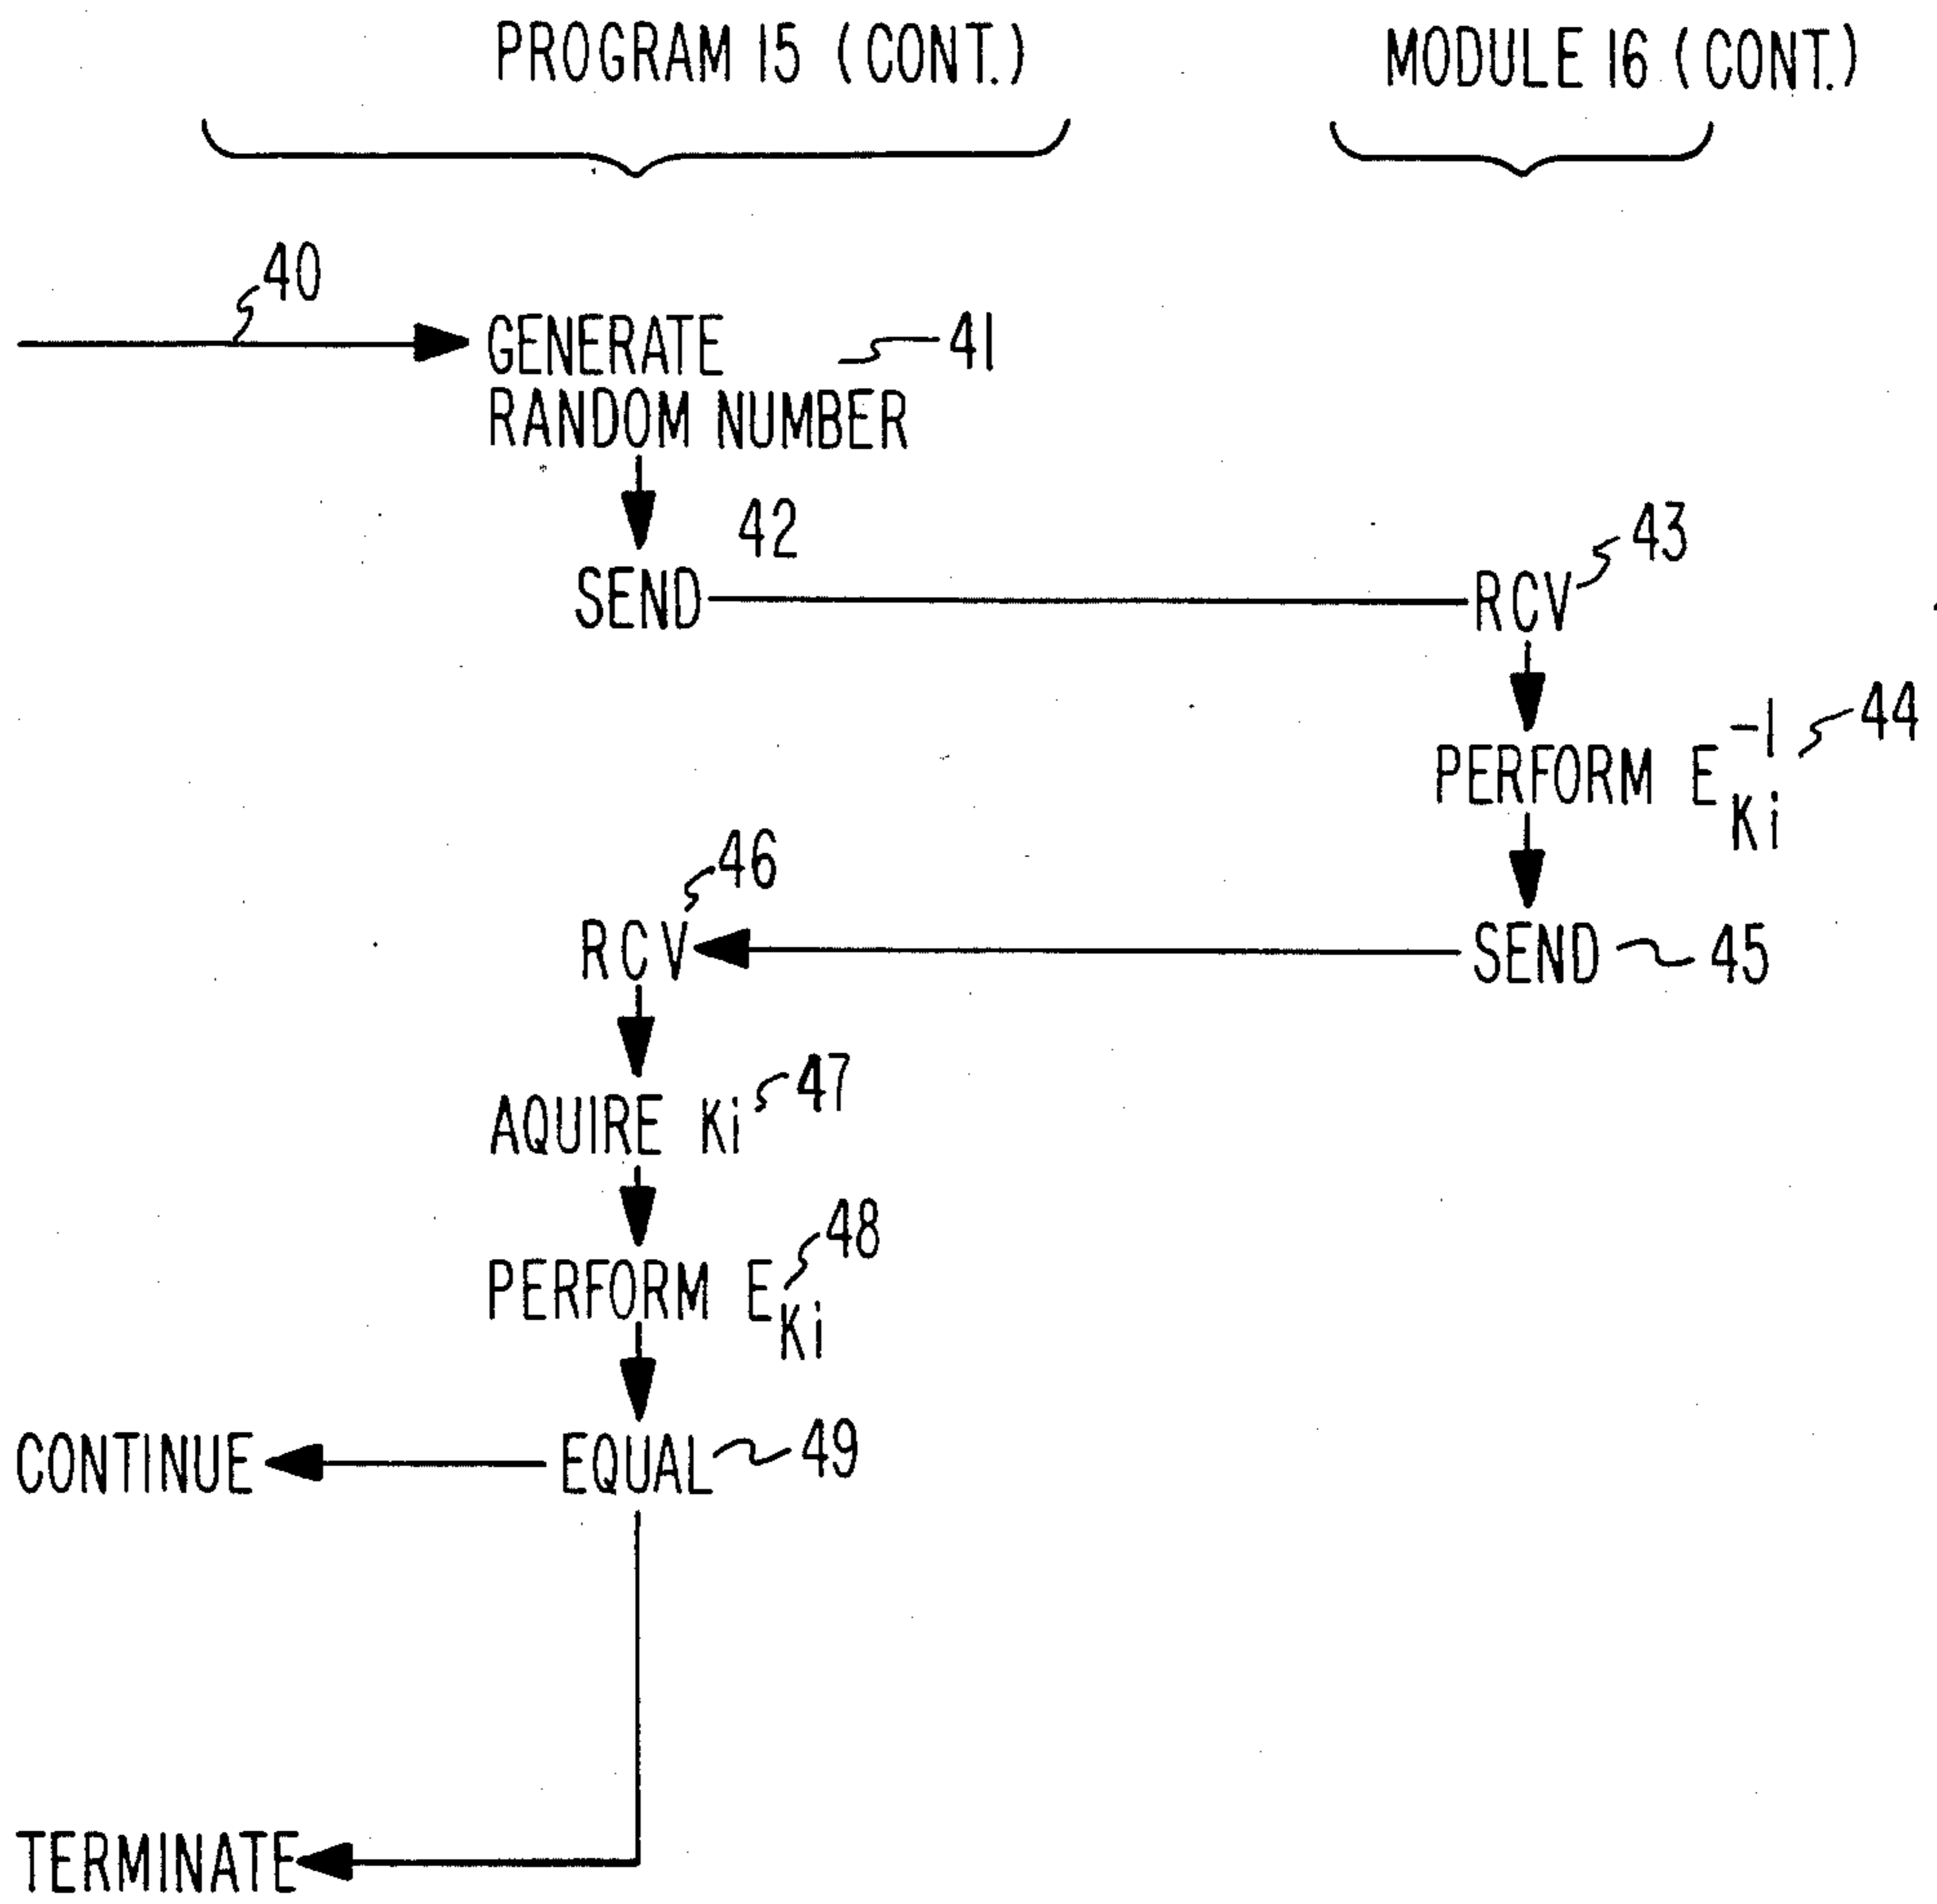 PROGRAM 15 (CONT.)
MODULE 16 (CONT.)
40
GENERATE
41
RANDOM NUMBER
42
SEND
RCV
43
PERFORM E⁻¹Ki
44
46
RCV
SEND
45
AQUIRE Ki
47
PERFORM EKi
48
CONTINUE
EQUAL
49
TERMINATE